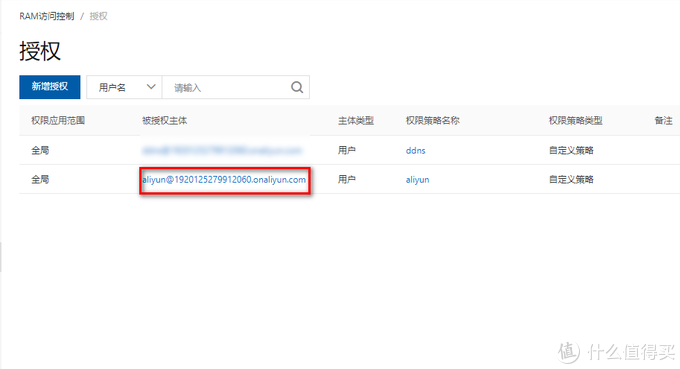 RAM访问控制 / 授权
授权
新增授权 用户名 请输入
权限应用范围 被授权主体 主体类型 权限策略名称 权限策略类型 备注
全局 用户 ddns 自定义策略
全局 aliyun@1920125279912060.onaliyun.com 用户 aliyun 自定义策略
值 什么值得买